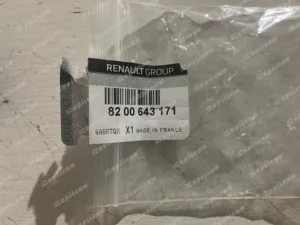 RENAULT GROUP
82 00 643 171
X1 MADE IN FRANCE